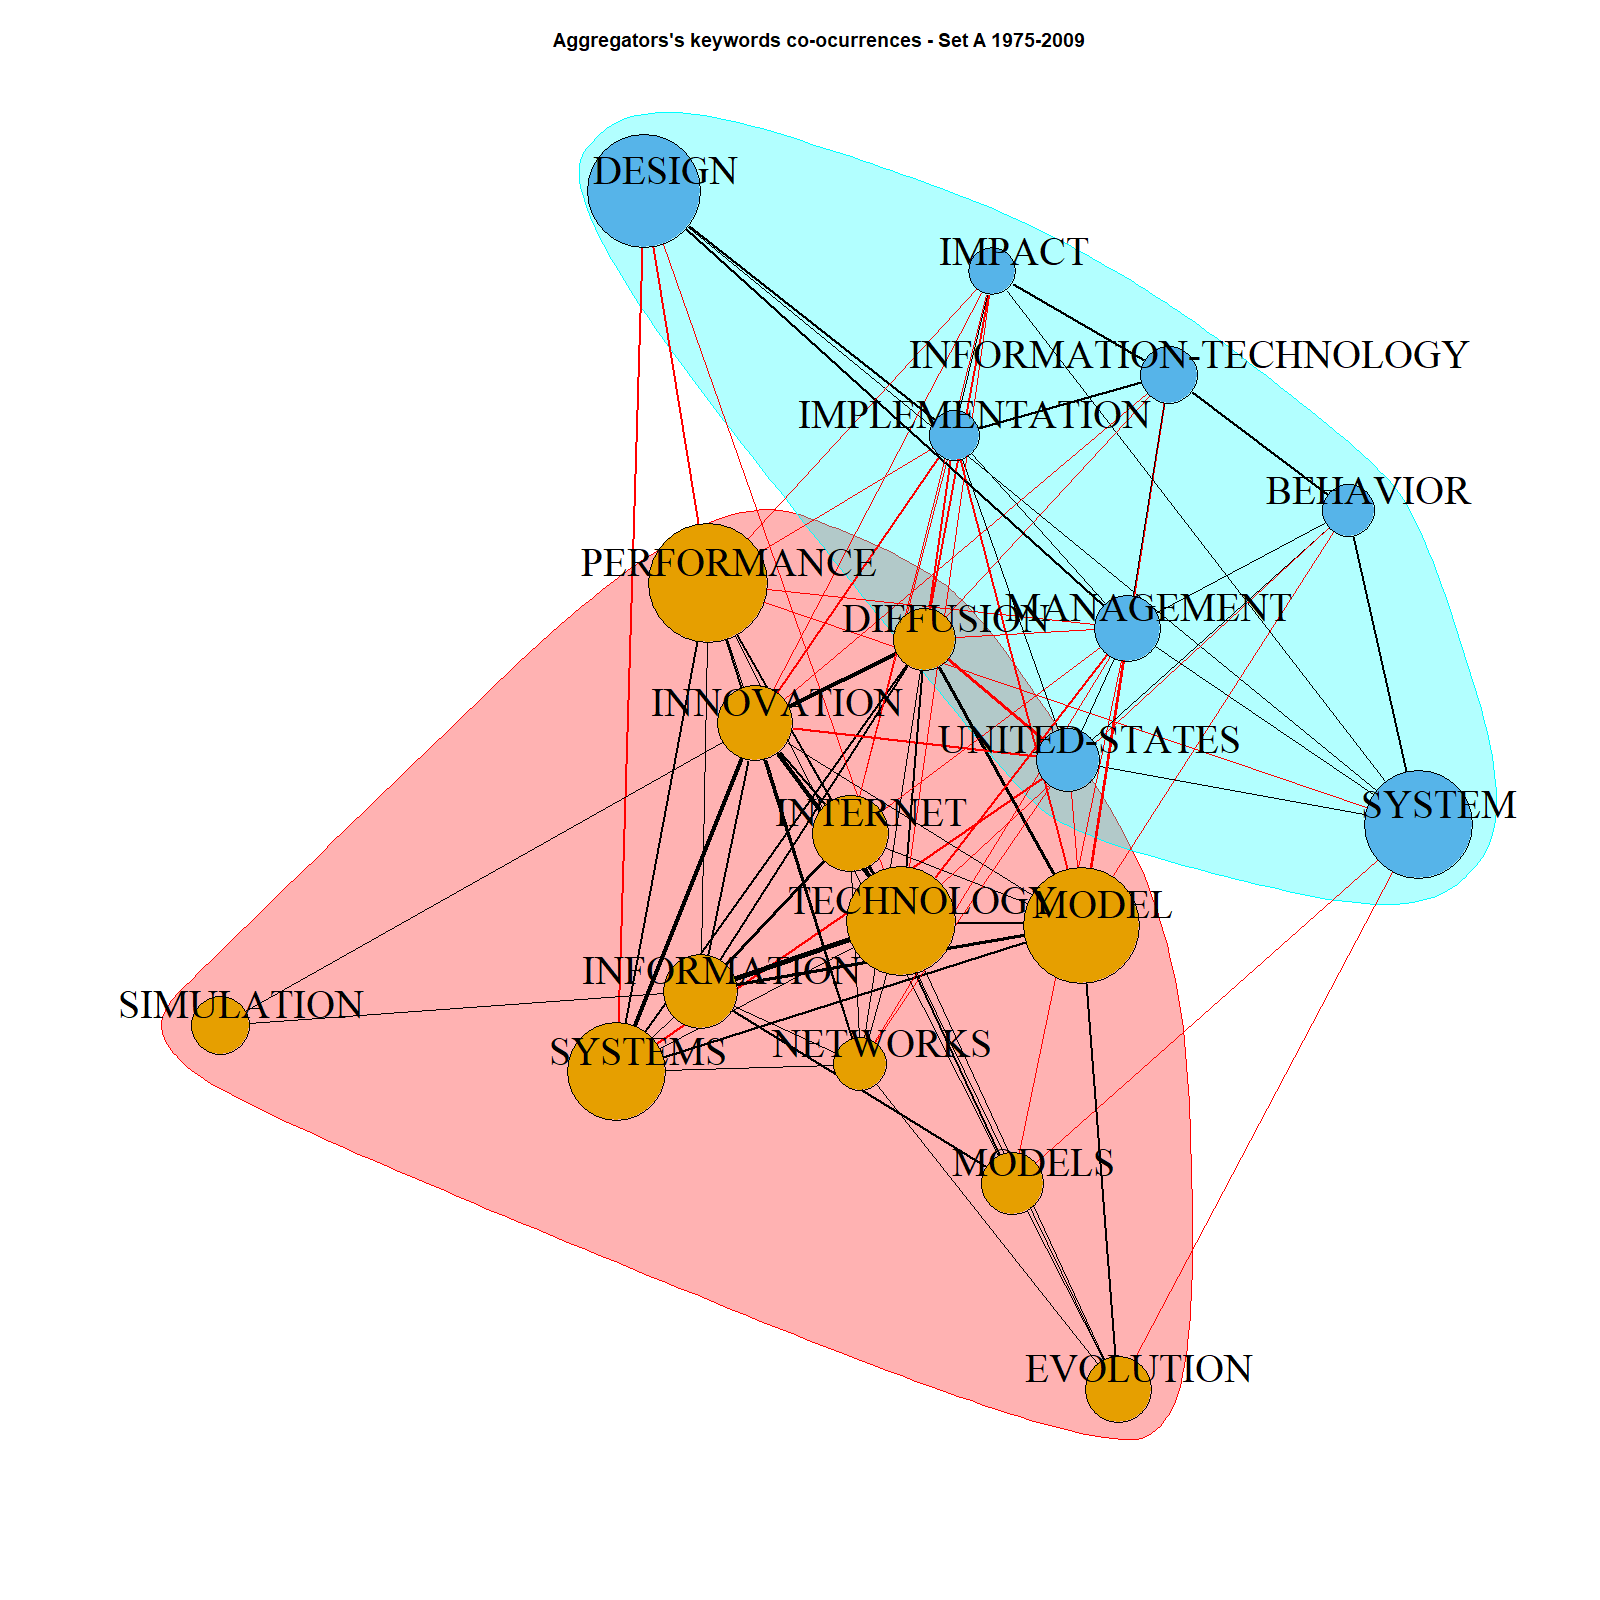 Aggregators's keywords co-ocurrences - Set A 1975-2009
DESIGN
IMPACT
INFORMATION-TECHNOLOGY
IMPLEMENTATION
BEHAVIOR
PERFORMANCE
DIFFUSION
MANAGEMENT
INNOVATION
UNITED-STATES
INTERNET
SYSTEM
TECHNOLOGY
MODEL
INFORMATION
SIMULATION
SYSTEMS
NETWORKS
MODELS
EVOLUTION